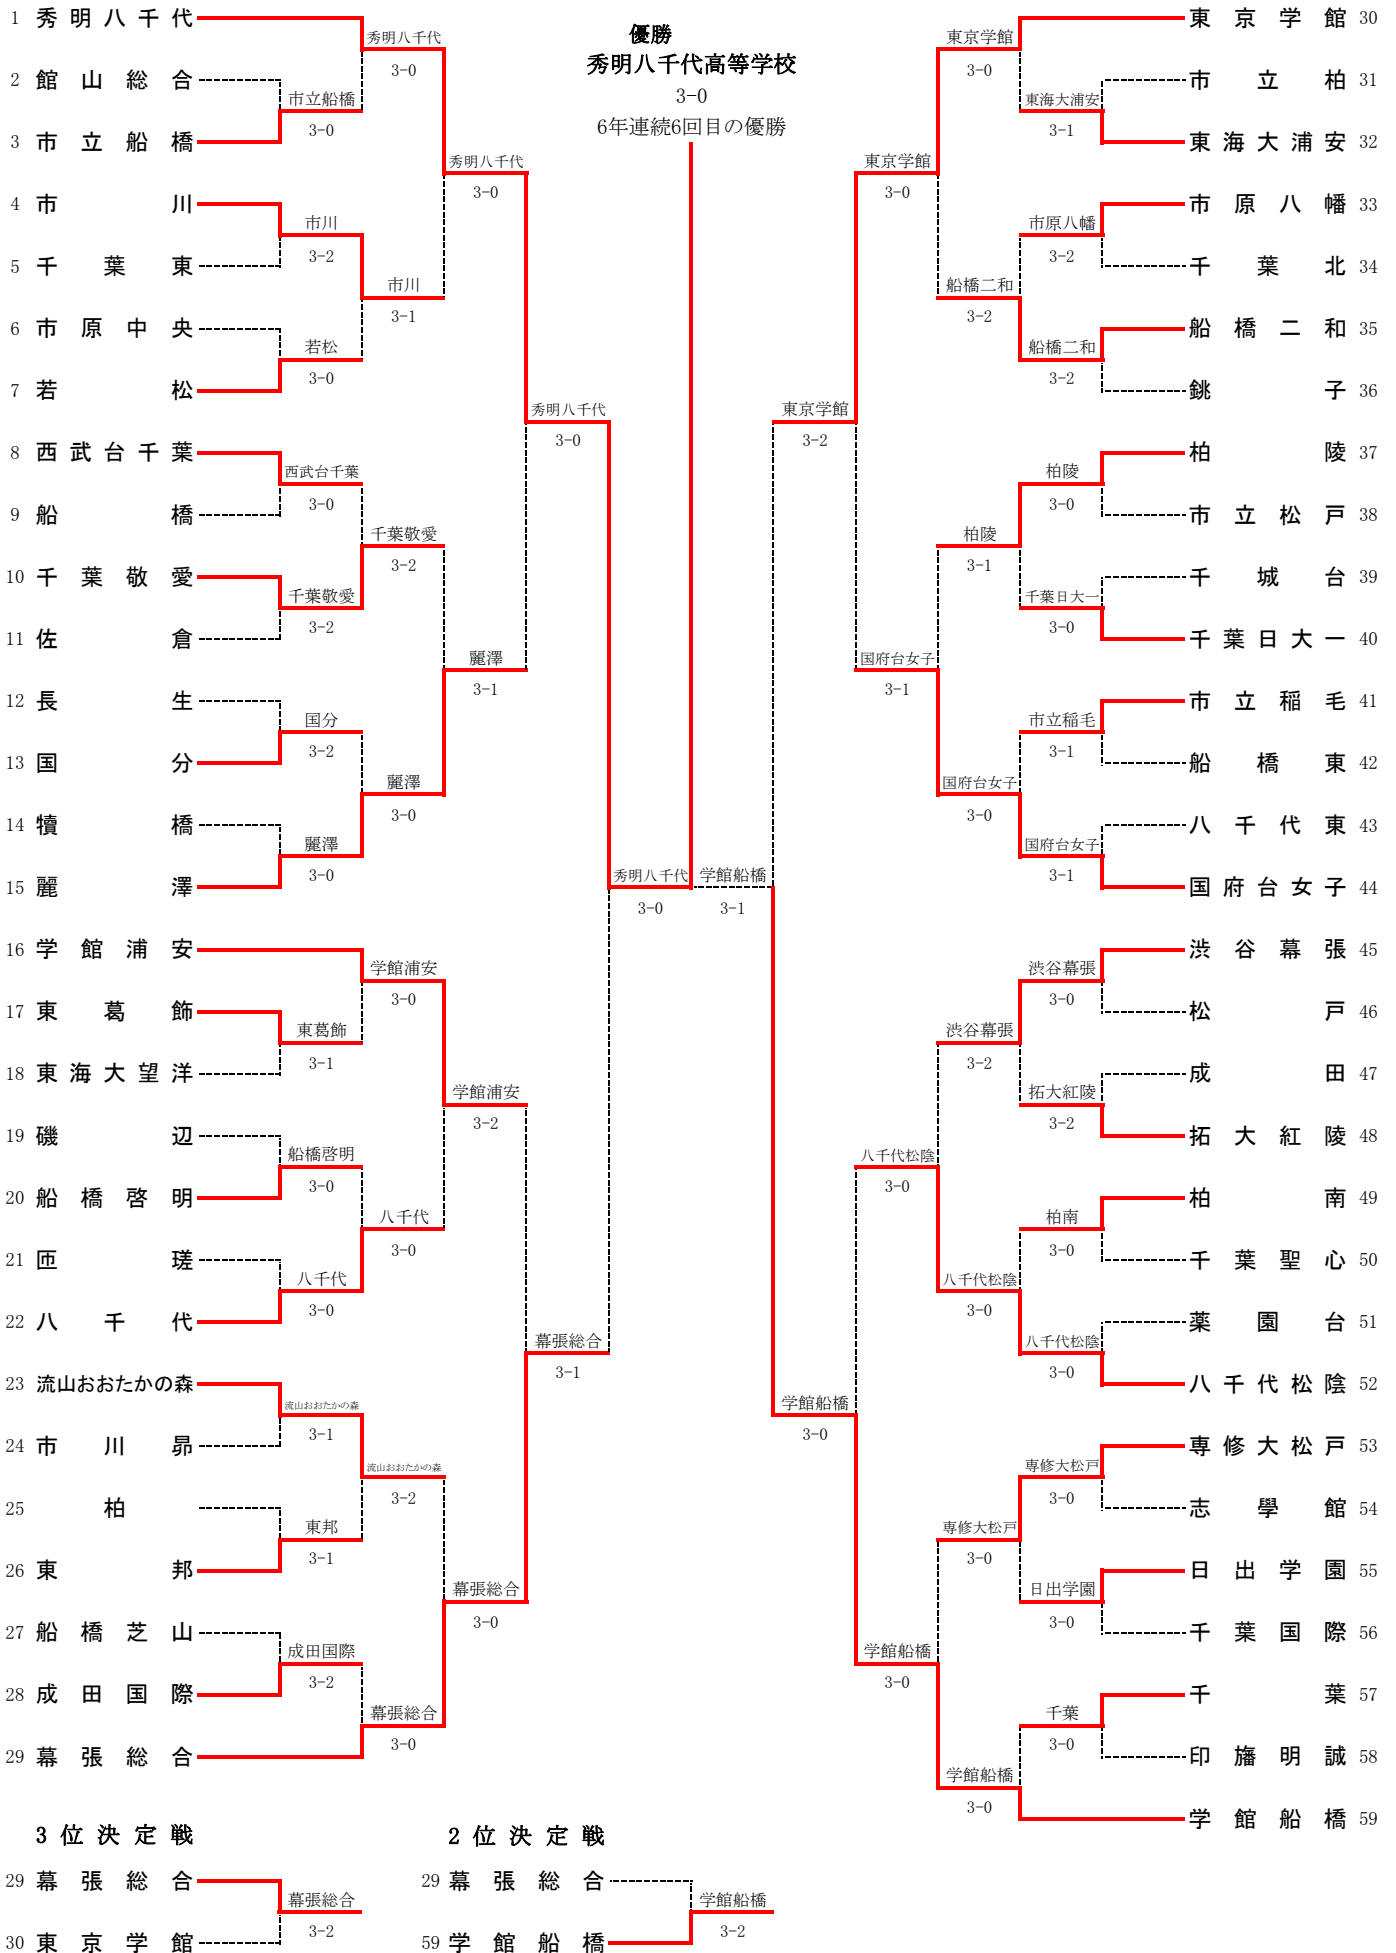 優勝
秀明八千代高等学校
3-0
6年連続6回目の優勝
1 秀明八千代
2 館山総合
3 市立船橋
4 市川
5 千葉東
6 市原中央
7 若松
8 西武台千葉
9 船橋
10 千葉敬愛
11 佐倉
12 長生
13 国分
14 犢橋
15 麗澤
16 学館浦安
17 東葛飾
18 東海大望洋
19 磯辺
20 船橋啓明
21 匝瑳
22 八千代
23 流山おおたかの森
24 市川昴
25 柏
26 東邦
27 船橋芝山
28 成田国際
29 幕張総合
市立船橋
3-0
市川
3-2
若松
3-0
西武台千葉
3-0
千葉敬愛
3-2
国分
3-2
麗澤
3-0
東葛飾
3-1
船橋啓明
3-0
八千代
3-0
流山おおたかの森
3-1
東邦
3-1
成田国際
3-2
秀明八千代
3-0
市川
3-1
千葉敬愛
3-2
麗澤
3-0
学館浦安
3-0
八千代
3-0
流山おおたかの森
3-2
幕張総合
3-0
秀明八千代
3-0
麗澤
3-1
学館浦安
3-2
幕張総合
3-0
秀明八千代
3-0
幕張総合
3-1
秀明八千代
3-0
学館船橋
3-1
東京学館
3-2
学館船橋
3-0
東京学館
3-0
国府台女子
3-1
八千代松陰
3-0
学館船橋
3-0
東京学館
3-0
船橋二和
3-2
柏陵
3-1
国府台女子
3-0
渋谷幕張
3-2
八千代松陰
3-0
専修大松戸
3-0
学館船橋
3-0
東海大浦安
3-1
市原八幡
3-2
船橋二和
3-2
柏陵
3-0
千葉日大一
3-0
市立稲毛
3-1
国府台女子
3-1
渋谷幕張
3-0
拓大紅陵
3-2
柏南
3-0
八千代松陰
3-0
専修大松戸
3-0
日出学園
3-0
千葉
3-0
東京学館 30
市立柏 31
東海大浦安 32
市原八幡 33
千葉北 34
船橋二和 35
銚子 36
柏陵 37
市立松戸 38
千城台 39
千葉日大一 40
市立稲毛 41
船橋東 42
八千代東 43
国府台女子 44
渋谷幕張 45
松戸 46
成田 47
拓大紅陵 48
柏南 49
千葉聖心 50
薬園台 51
八千代松陰 52
専修大松戸 53
志學館 54
日出学園 55
千葉国際 56
千葉 57
印旛明誠 58
学館船橋 59
3位決定戦
29 幕張総合
30 東京学館
幕張総合
3-2
2位決定戦
29 幕張総合
59 学館船橋
学館船橋
3-2